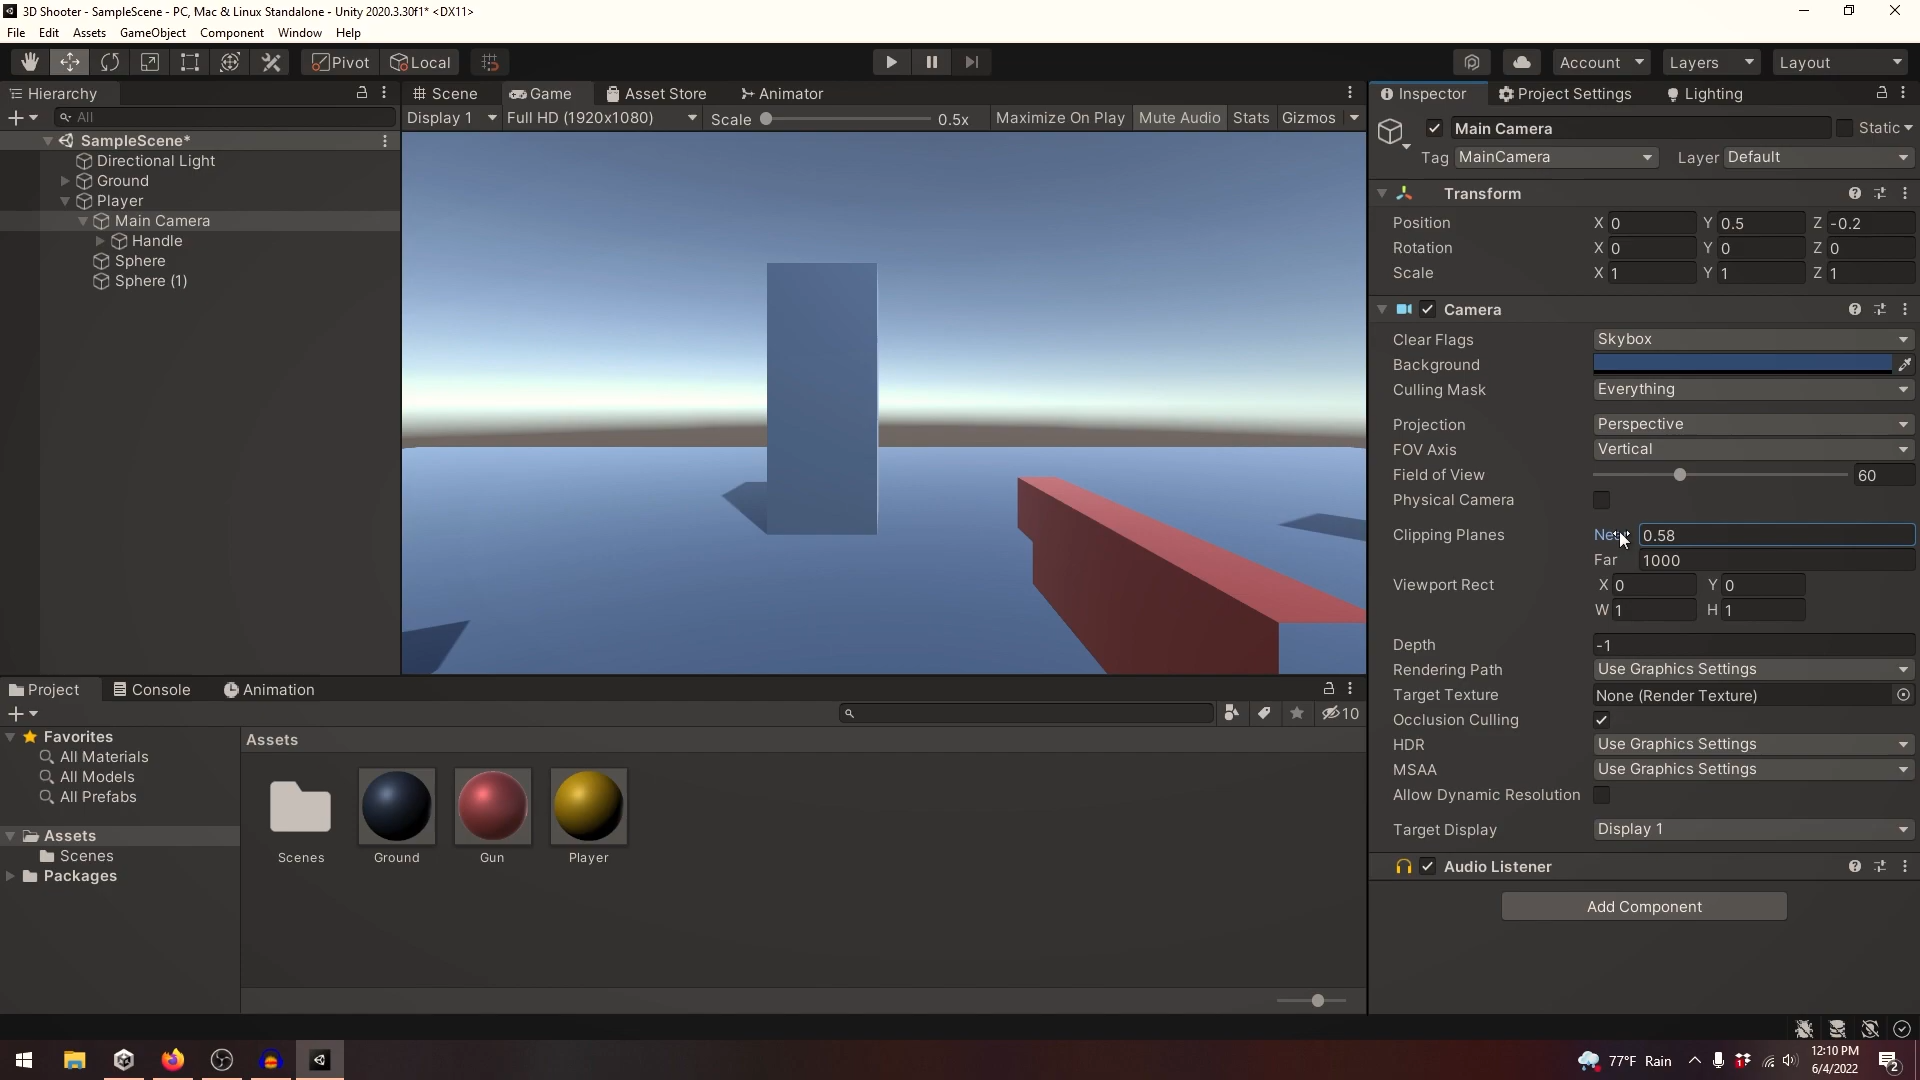 3D Shooter - SampleScene - PC, Mac & Linux Standalone - Unity 2020.3.30f1* <DX11>
File Edit Assets GameObject Component Window Help
Pivot Local Account Layers Layout
Hierarchy
All
SampleScene*
Directional Light
Ground
Player
Main Camera
Handle
Sphere
Sphere (1)
Scene Game Asset Store Animator
Display 1 Full HD (1920x1080) Scale 0.5x Maximize On Play Mute Audio Stats Gizmos
Inspector Project Settings Lighting
Main Camera Static
Tag MainCamera Layer Default
Transform
Position X 0 Y 0.5 Z -0.2
Rotation X 0 Y 0 Z 0
Scale X 1 Y 1 Z 1
Camera
Clear Flags Skybox
Background
Culling Mask Everything
Projection Perspective
FOV Axis Vertical
Field of View 60
Physical Camera
Clipping Planes 0.58
Far 1000
Viewport Rect X 0 Y 0
W 1 H 1
Depth -1
Rendering Path Use Graphics Settings
Target Texture None (Render Texture)
Occlusion Culling
HDR Use Graphics Settings
MSAA Use Graphics Settings
Allow Dynamic Resolution
Target Display Display 1
Audio Listener
Add Component
Project Console Animation
10
Favorites
All Materials
All Models
All Prefabs
Assets
Scenes
Packages
Assets
Scenes Ground Gun Player
77°F Rain
12:10 PM
6/4/2022
2